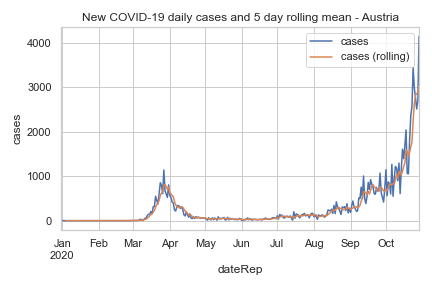 New COVID-19 daily cases and 5 day rolling mean - Austria
cases
cases (rolling)
4000
3000
2000
1000
0
cases
Jan Feb Mar Apr May Jun Jul Aug Sep Oct
2020
dateRep